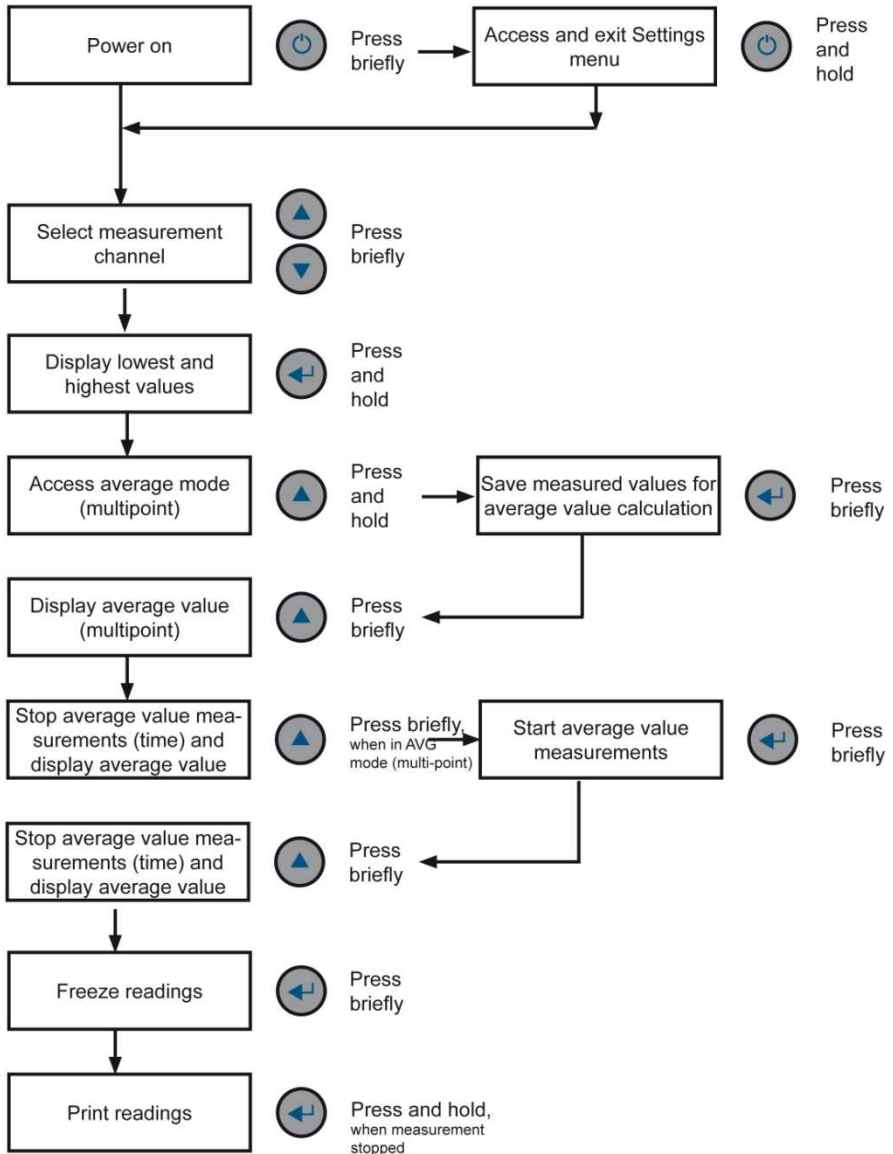 Power on
Press
briefly
Access and exit Settings
menu
Press
and
hold
Select measurement
channel
Press
briefly
Display lowest and
highest values
Press
and
hold
Access average mode
(multipoint)
Press
and
hold
Save measured values for
average value calculation
Press
briefly
Display average value
(multipoint)
Press
briefly
Stop average value mea-
surements (time) and
display average value
Press briefly,
when in AVG
mode (multi-point)
Start average value
measurements
Press
briefly
Stop average value mea-
surements (time) and
display average value
Press
briefly
Freeze readings
Press
briefly
Print readings
Press and hold,
when measurement
stopped